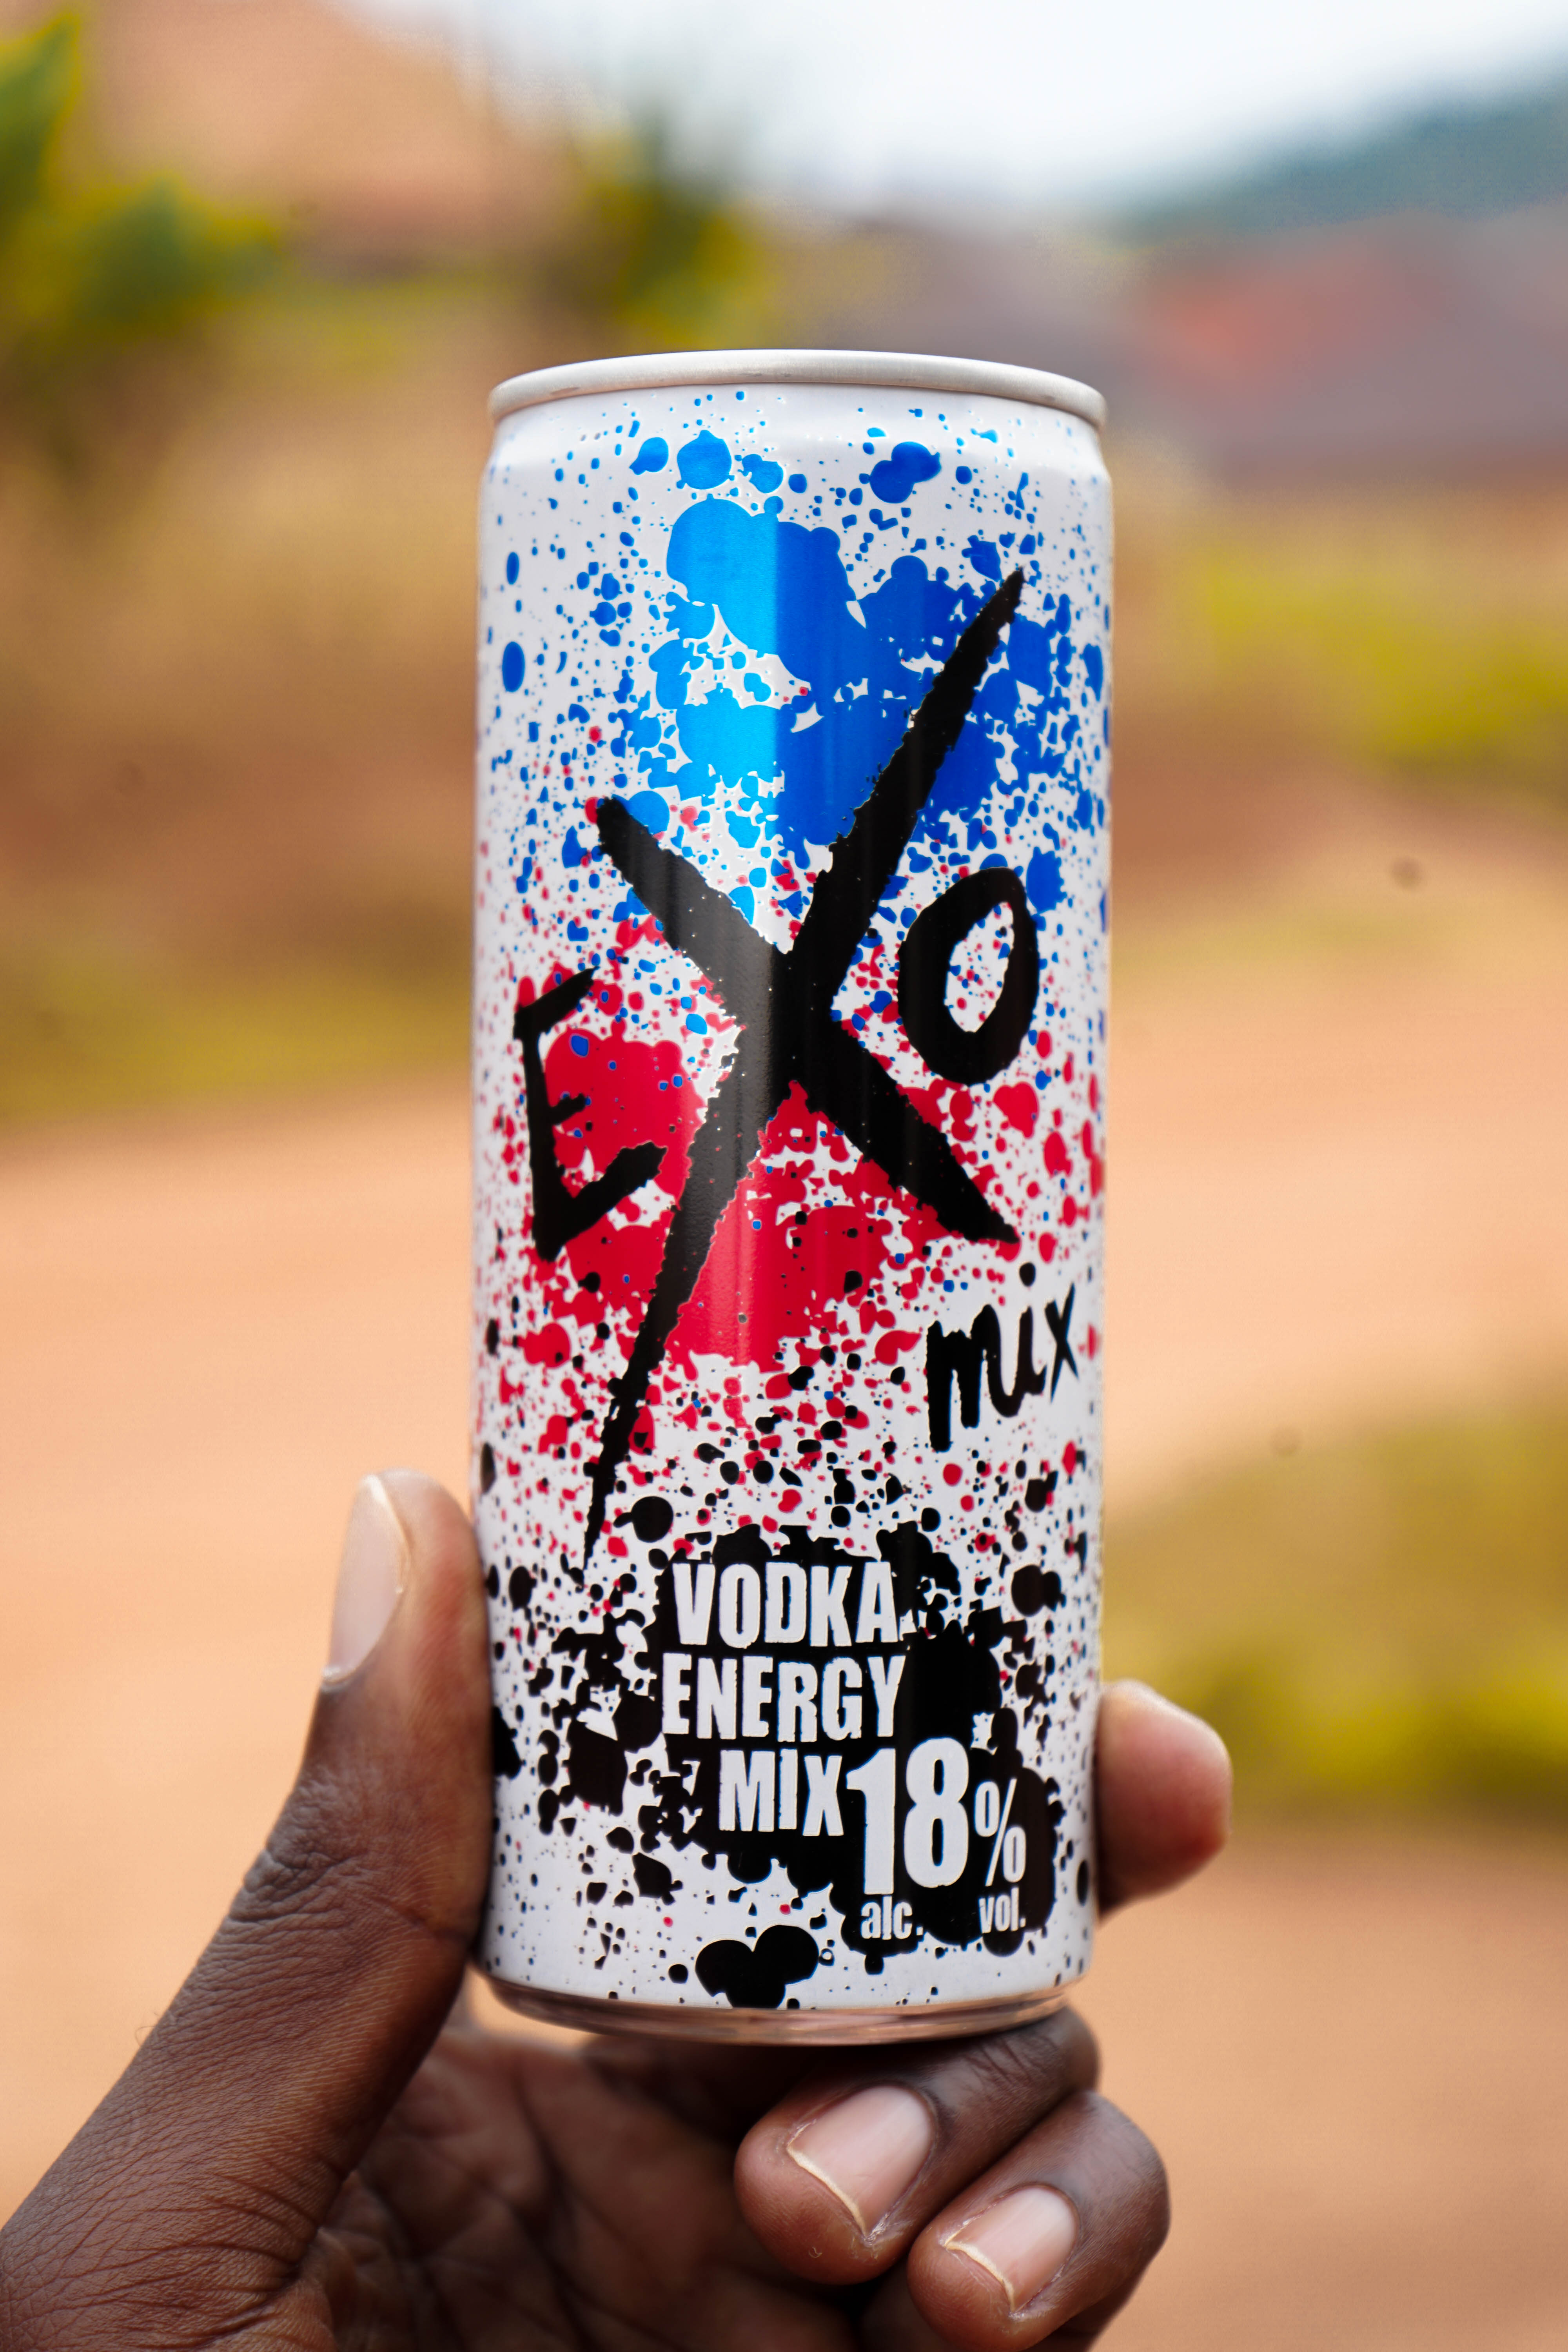 EXO
mix
VODKA
ENERGY
MIX 18%
alc. vol.